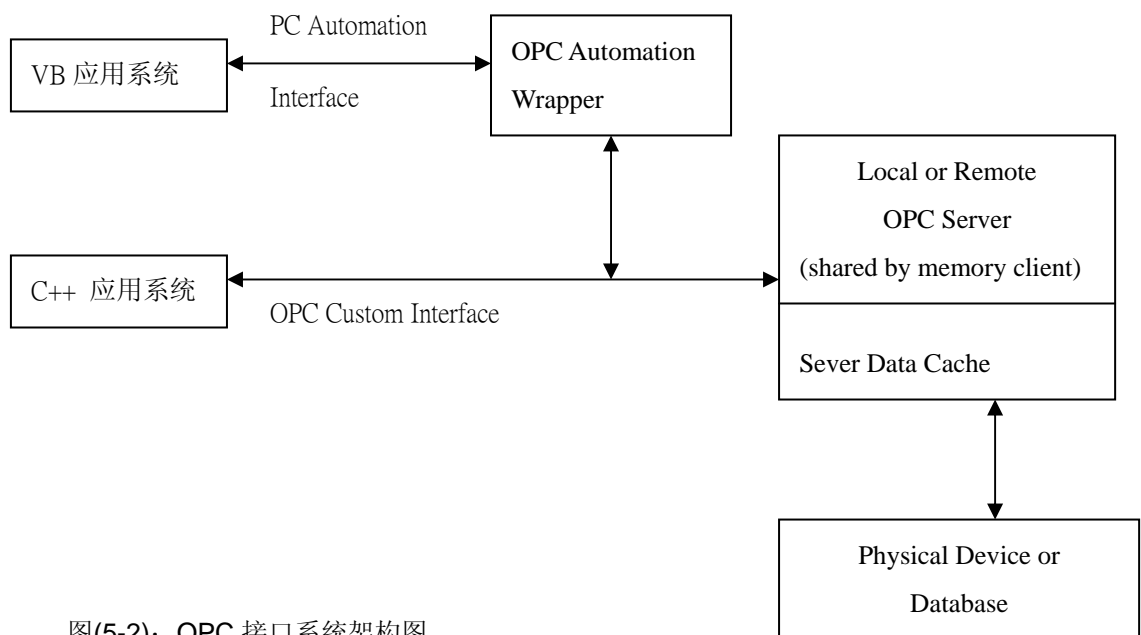 PC Automation
VB 应用系统
Interface
OPC Automation
Wrapper
Local or Remote
OPC Server
(shared by memory client)
C++ 应用系统
OPC Custom Interface
Sever Data Cache
Physical Device or
Database
图(5-2)：OPC 接口系统架构图